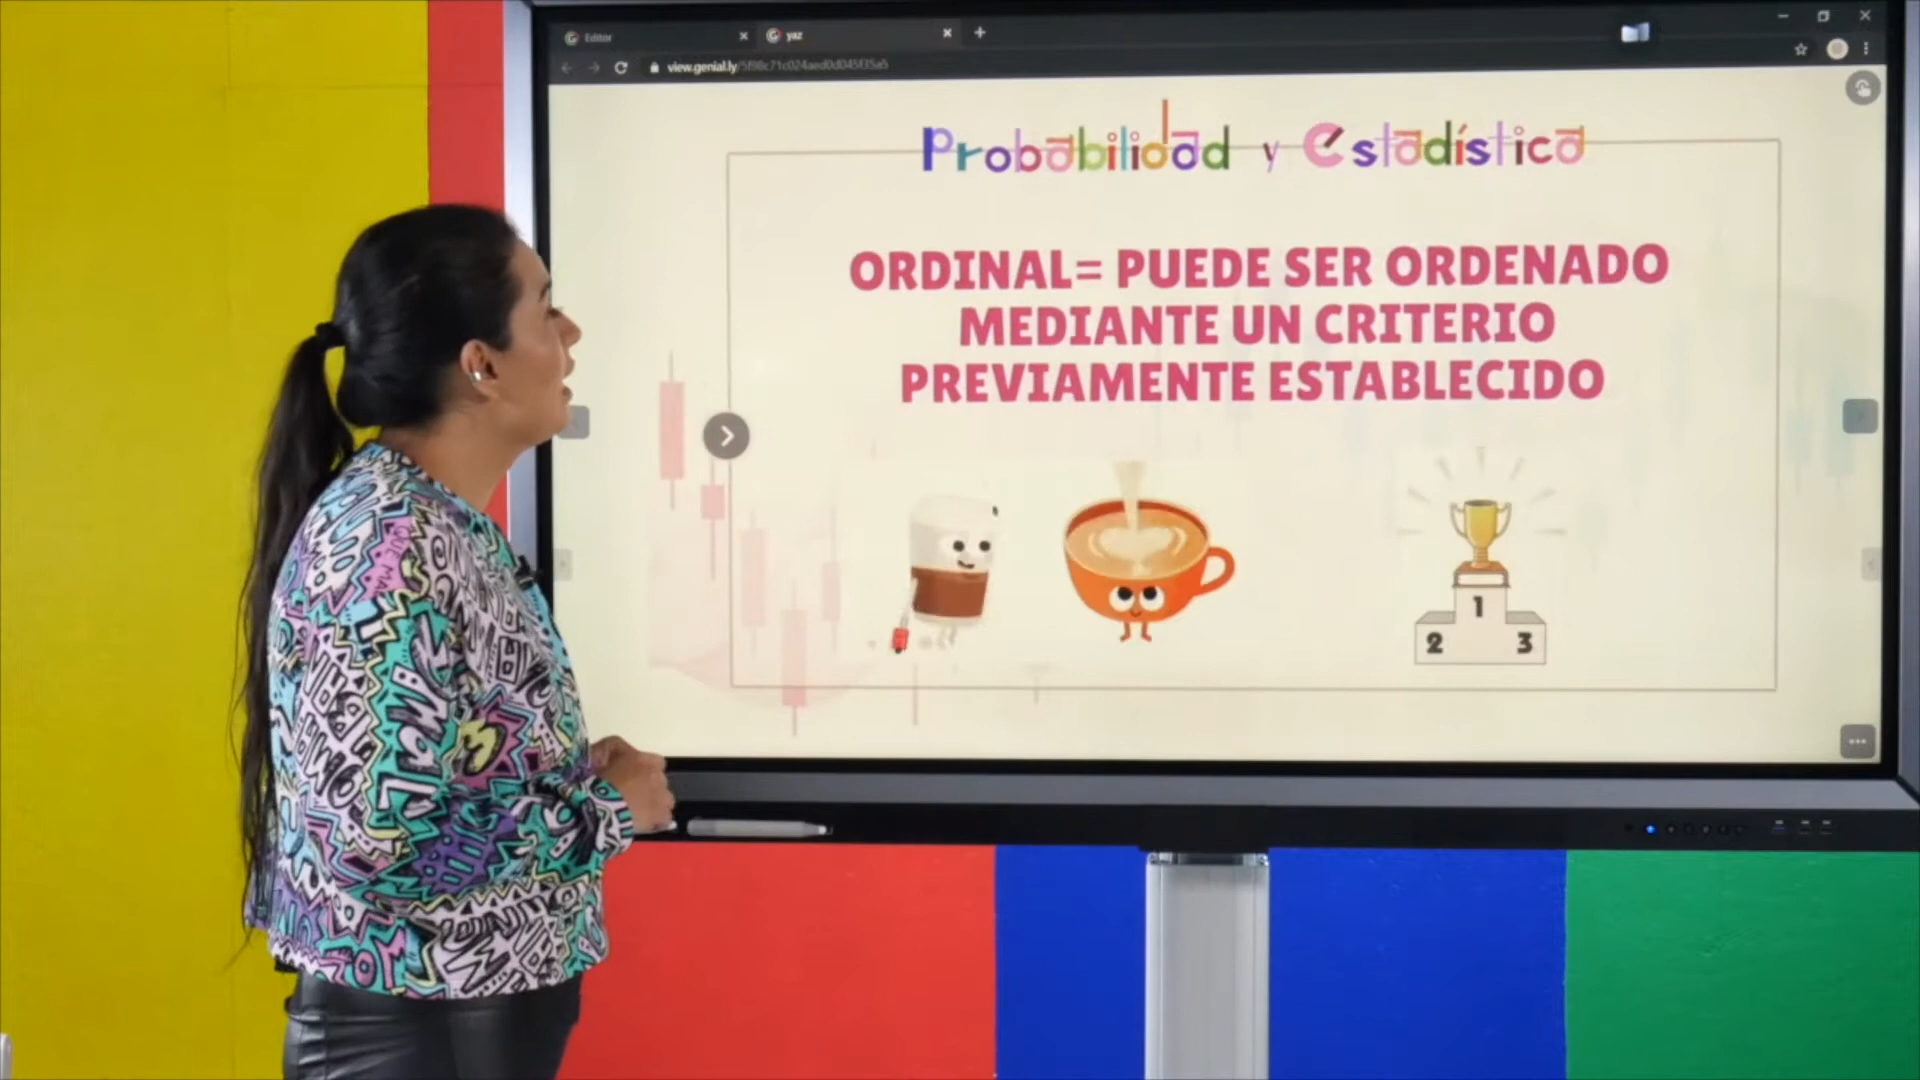 Editor
yaz
view.genial.ly/5f98c71c024aed0d045f35a5
Probabilidad y Estadística
ORDINAL= PUEDE SER ORDENADO
MEDIANTE UN CRITERIO
PREVIAMENTE ESTABLECIDO
1
2 3